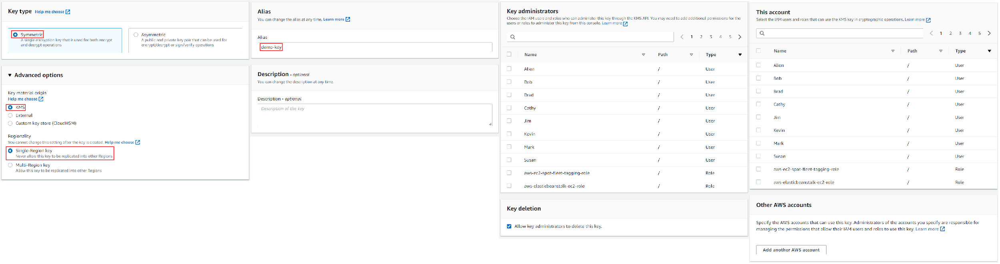 Key type Help me choose
Symmetric
A single encryption key that is used for both encrypt
and decrypt operations
Asymmetric
A public and private key pair that can be used for
encrypt/decrypt or sign/verify operations
Advanced options
Key material origin
Help me choose
KMS
External
Custom key store (CloudHSM)
Regionality
You cannot change this setting after the key is created. Help me choose
Single-Region key
Never allow this key to be replicated into other Regions
Multi-Region key
Allow this key to be replicated into other Regions
Alias
You can change the alias at any time. Learn more
Alias
demo-key
Description - optional
You can change the description at any time.
Description - optional
Description of the key
Key administrators
Choose the IAM users and roles who can administer this key through the KMS API. You may need to add additional permissions for the
users or roles to administer this key from this console. Learn more
1 2 3 4 5
Name Path Type
Alien / User
Bob / User
Brad / User
Cathy / User
Jim / User
Kevin / User
Mark / User
Susan / User
aws-ec2-spot-fleet-tagging-role / Role
aws-elasticbeanstalk-ec2-role / Role
Key deletion
Allow key administrators to delete this key.
This account
Select the IAM users and roles that can use the KMS key in cryptographic operations. Learn more
1 2 3 4 5
Name Path Type
Alien / User
Bob / User
Brad / User
Cathy / User
Jim / User
Kevin / User
Mark / User
Susan / User
aws-ec2-spot-fleet-tagging-role / Role
aws-elasticbeanstalk-ec2-role / Role
Other AWS accounts
Specify the AWS accounts that can use this key. Administrators of the accounts you specify are responsible for
managing the permissions that allow their IAM users and roles to use this key. Learn more
Add another AWS account